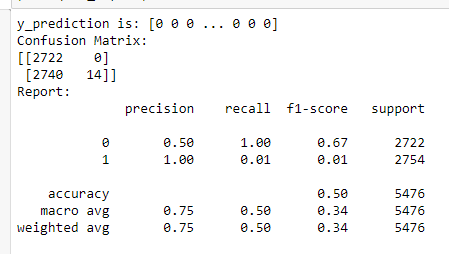 y_prediction is: [0 0 0 ... 0 0 0]
Confusion Matrix:
[[2722    0]
 [2740   14]]
Report:
              precision    recall  f1-score   support
           0       0.50      1.00      0.67      2722
           1       1.00      0.01      0.01      2754
    accuracy                           0.50      5476
   macro avg       0.75      0.50      0.34      5476
weighted avg       0.75      0.50      0.34      5476